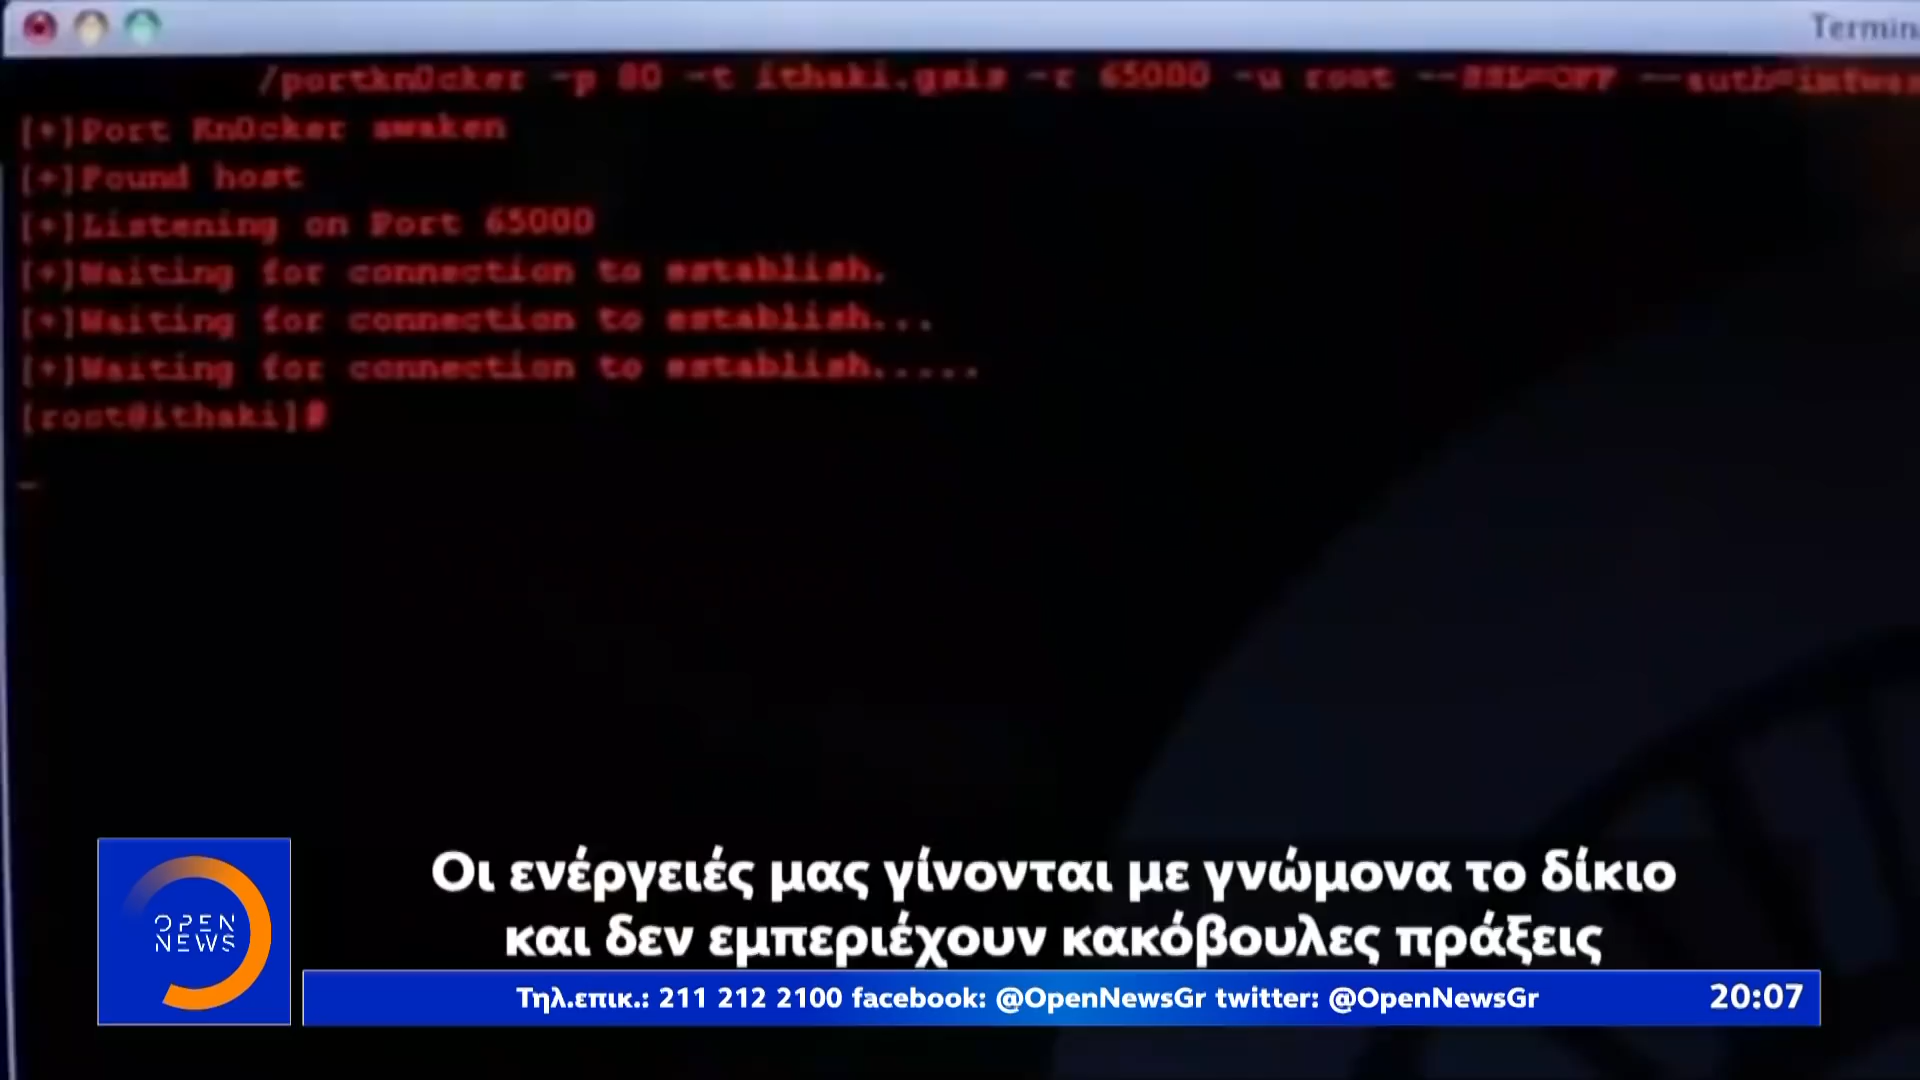 Termin
/portkn0cker -p 80 -t ithaki.gsis -r 65000 -u root --SSL=OFF
[+]Port Kn0cker awaken
[+]Found host
[+]Listening on Port 65000
[+]Waiting for connection to establish.
[+]Waiting for connection to establish...
[+]Waiting for connection to establish.....
[root@ithaki]#
Οι ενέργειές μας γίνονται με γνώμονα το δίκιο
και δεν εμπεριέχουν κακόβουλες πράξεις
OPEN
NEWS
Τηλ.επικ.: 211 212 2100 facebook: @OpenNewsGr twitter: @OpenNewsGr
20:07